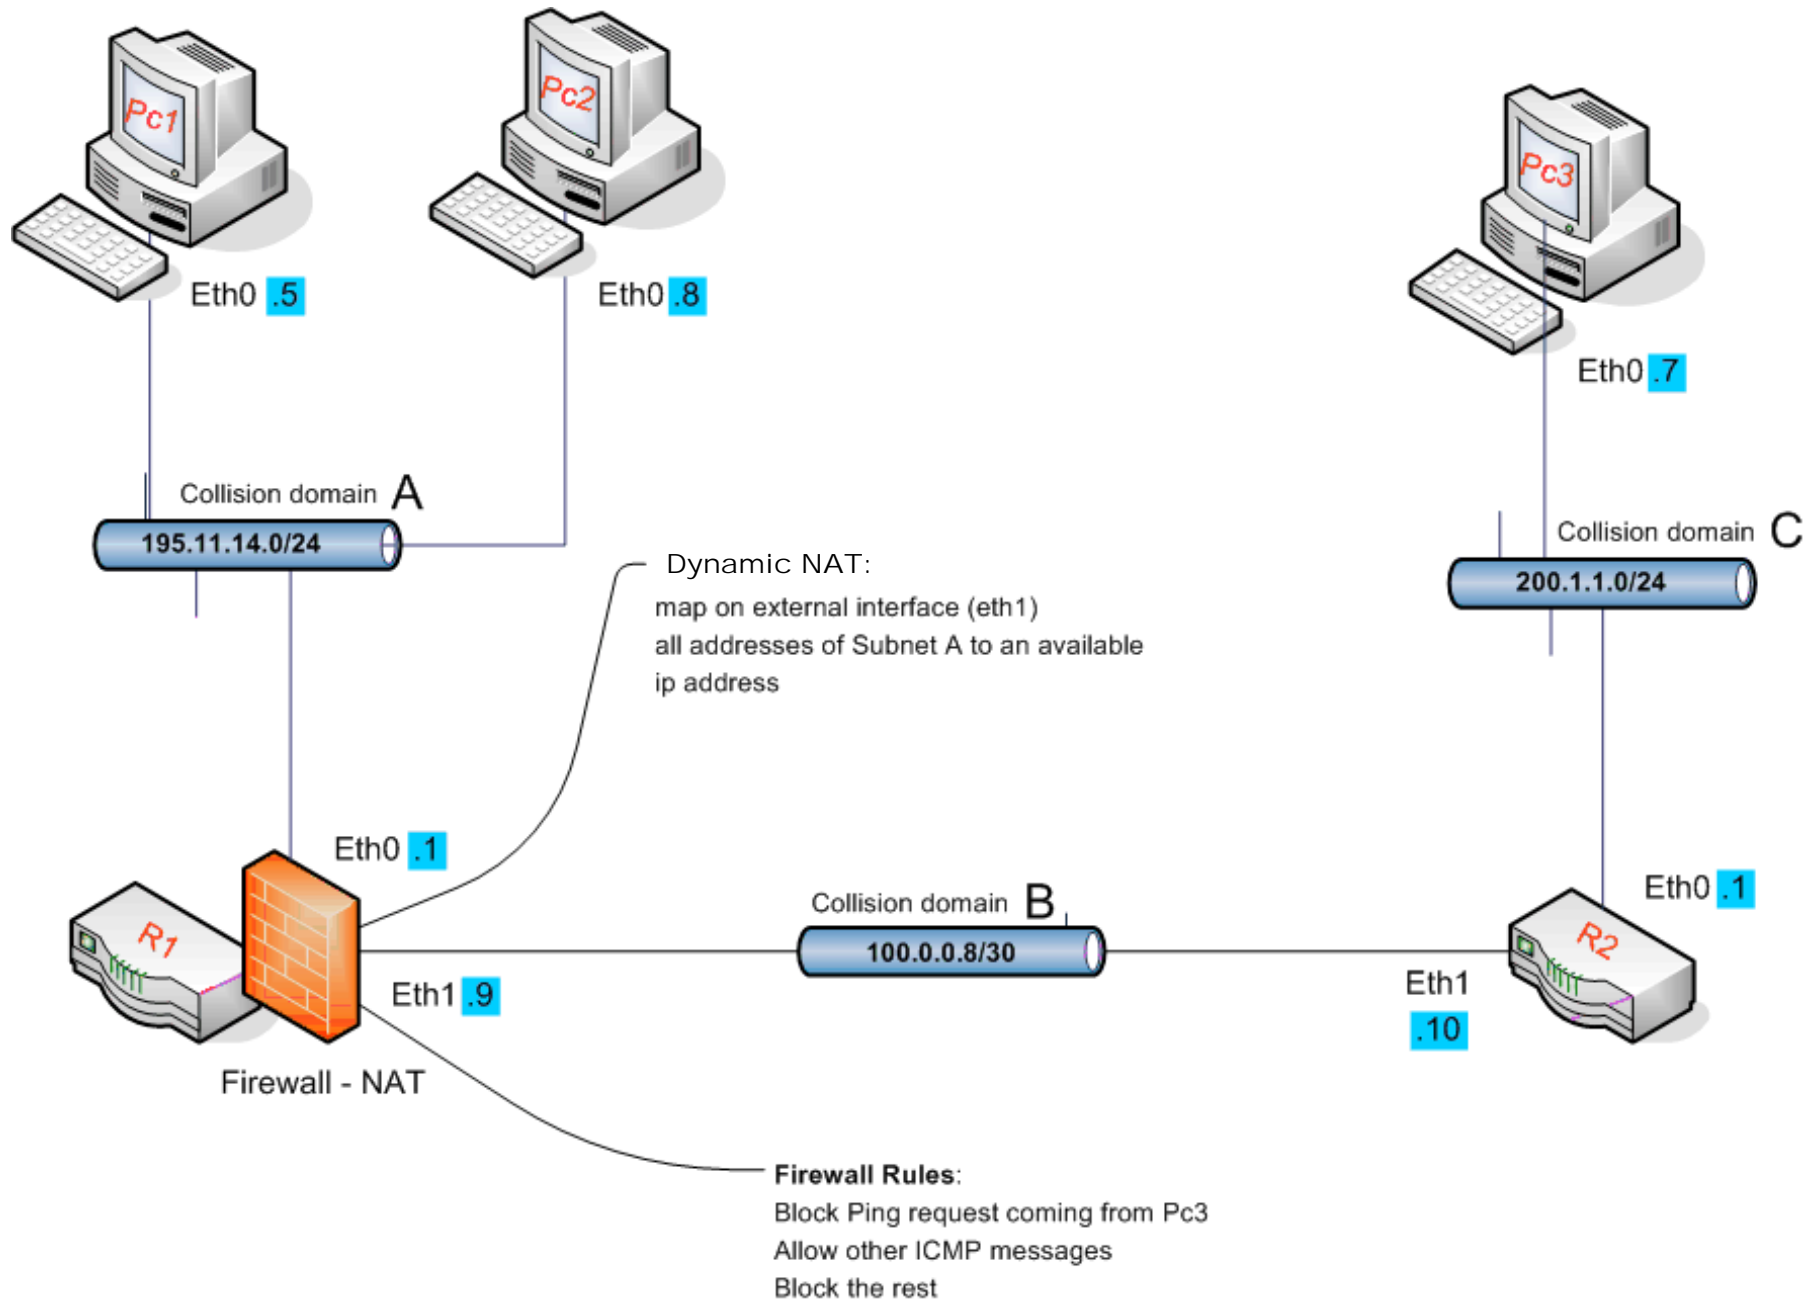 Pc1
Pc2
Pc3
Eth0 .5
Eth0 .8
Eth0 .7
Collision domain A
195.11.14.0/24
Collision domain C
200.1.1.0/24
Dynamic NAT:
map on external interface (eth1)
all addresses of Subnet A to an available
ip address
Eth0 .1
Eth0 .1
Collision domain B
100.0.0.8/30
R1
R2
Eth1 .9
Eth1
.10
Firewall - NAT
Firewall Rules:
Block Ping request coming from Pc3
Allow other ICMP messages
Block the rest